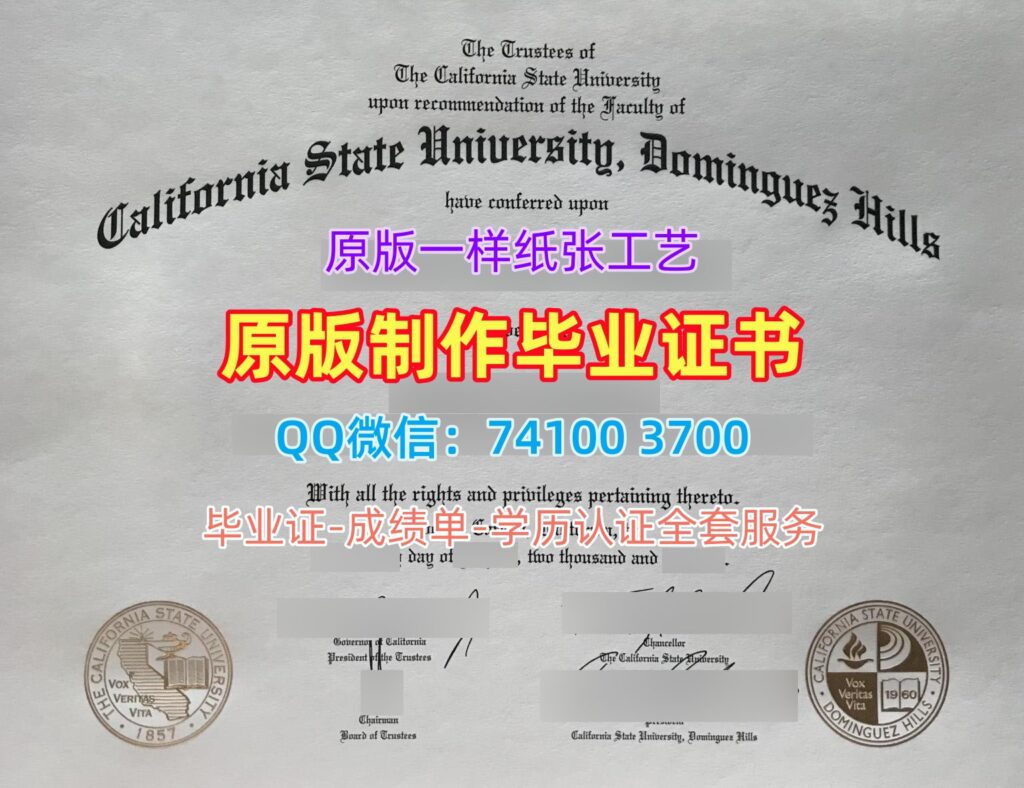 The Trustees of
The California State University
upon recommendation of the Faculty of
California State University, Dominguez Hills
have conferred upon
原版一样纸张工艺
原版制作毕业证书
QQ微信：74100 3700
With all the rights and privileges pertaining thereto.
毕业证-成绩单-学历认证全套服务
day of , two thousand and .
Governor of California
President of the Trustees
Chancellor
The California State University
Chairman
Board of Trustees
President
California State University, Dominguez Hills
THE CALIFORNIA STATE UNIVERSITY
VOX
VERITAS
VITA
1857
CALIFORNIA STATE UNIVERSITY
Vox
Veritas
Vita
1960
DOMINGUEZ HILLS